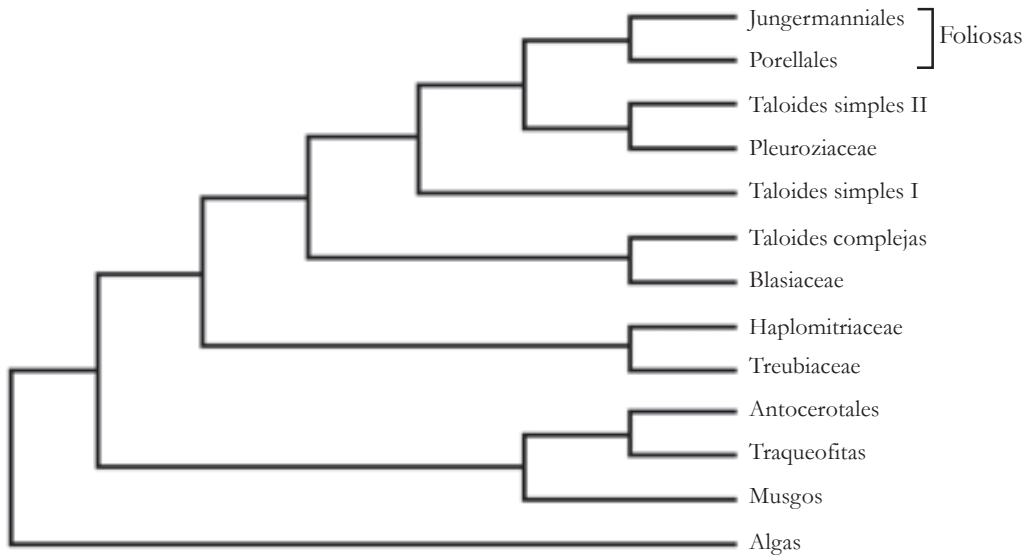 Jungermanniales
Foliosas
Porellales
Taloides simples II
Pleuroziaceae
Taloides simples I
Taloides complejas
Blasiaceae
Haplomitriaceae
Treubiaceae
Antocerotales
Traqueofitas
Musgos
Algas